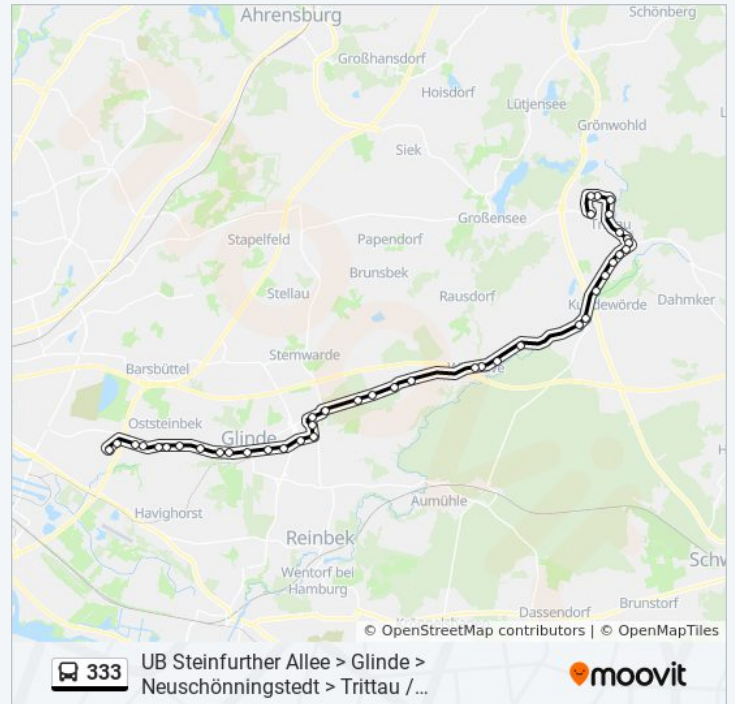 Ahrensburg
Schönberg
Großhansdorf
Hoisdorf
Lütjensee
Grönwohld
Siek
Großensee
Stapelfeld
Papendorf
Brunsbek
Stellau
Rausdorf
Dahmker
Stemwarde
Barsbüttel
Oststeinbek
Glinde
Havighorst
Aumühle
Reinbek
Schw
Wentorf bei
Hamburg
Dassendorf
Brunstorf
© OpenStreetMap contributors | © OpenMapTiles
333
UB Steinfurther Allee > Glinde >
Neuschönningstedt > Trittau /...
moovit